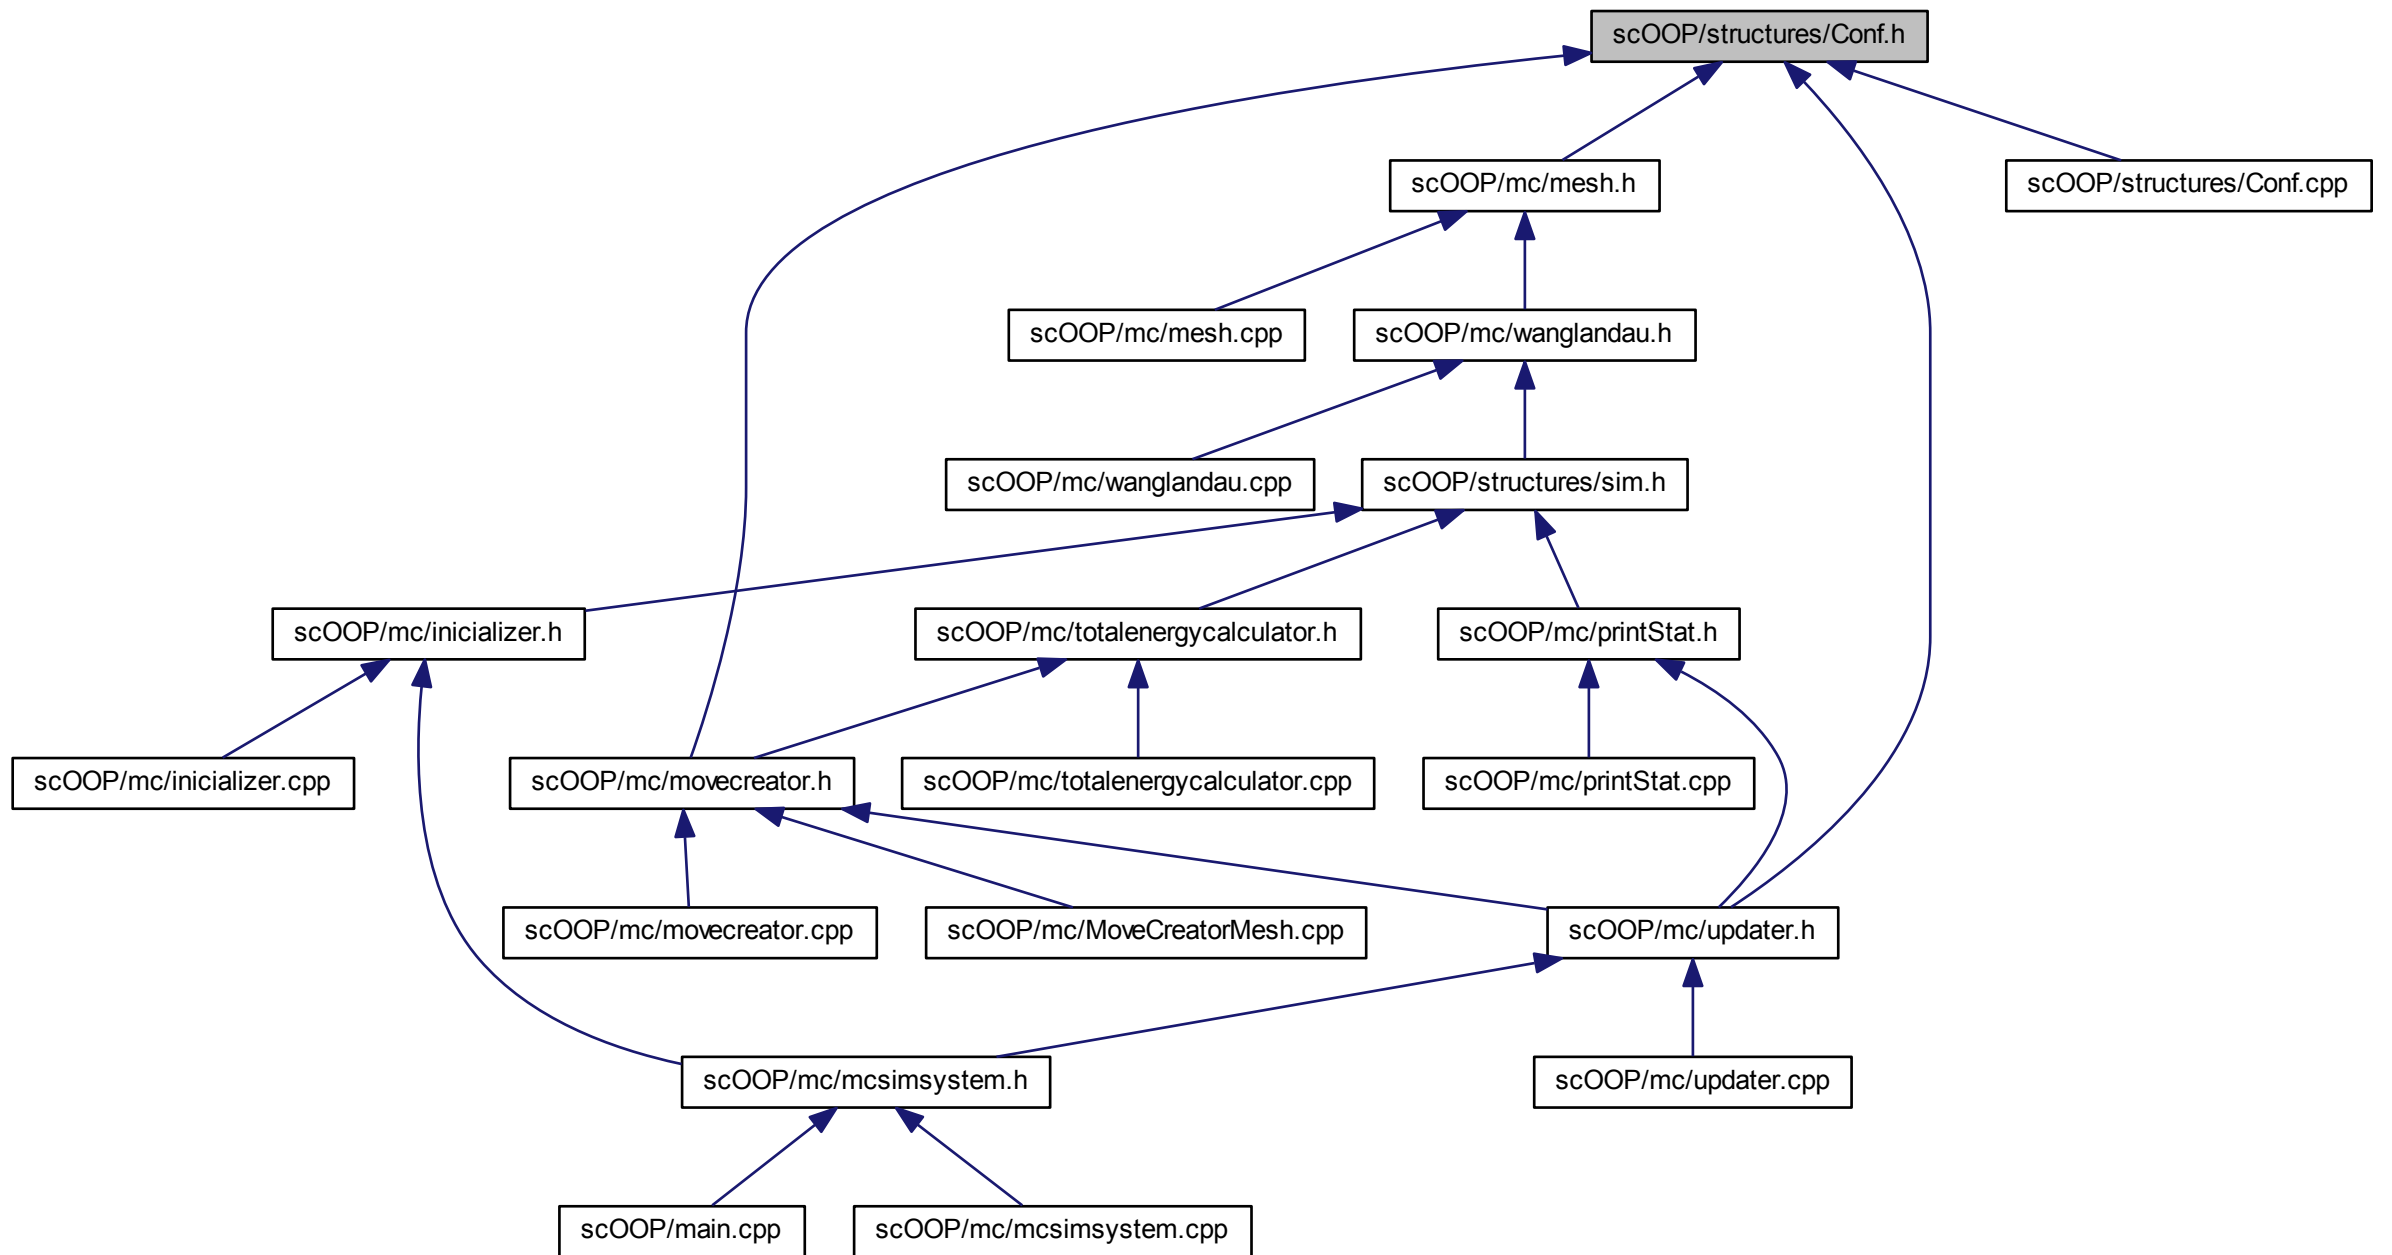 scOOP/structures/Conf.h
scOOP/mc/mesh.h
scOOP/structures/Conf.cpp
scOOP/mc/mesh.cpp
scOOP/mc/wanglandau.h
scOOP/mc/wanglandau.cpp
scOOP/structures/sim.h
scOOP/mc/inicializer.h
scOOP/mc/totalenergycalculator.h
scOOP/mc/printStat.h
scOOP/mc/inicializer.cpp
scOOP/mc/movecreator.h
scOOP/mc/totalenergycalculator.cpp
scOOP/mc/printStat.cpp
scOOP/mc/movecreator.cpp
scOOP/mc/MoveCreatorMesh.cpp
scOOP/mc/updater.h
scOOP/mc/mcsimsystem.h
scOOP/mc/updater.cpp
scOOP/main.cpp
scOOP/mc/mcsimsystem.cpp